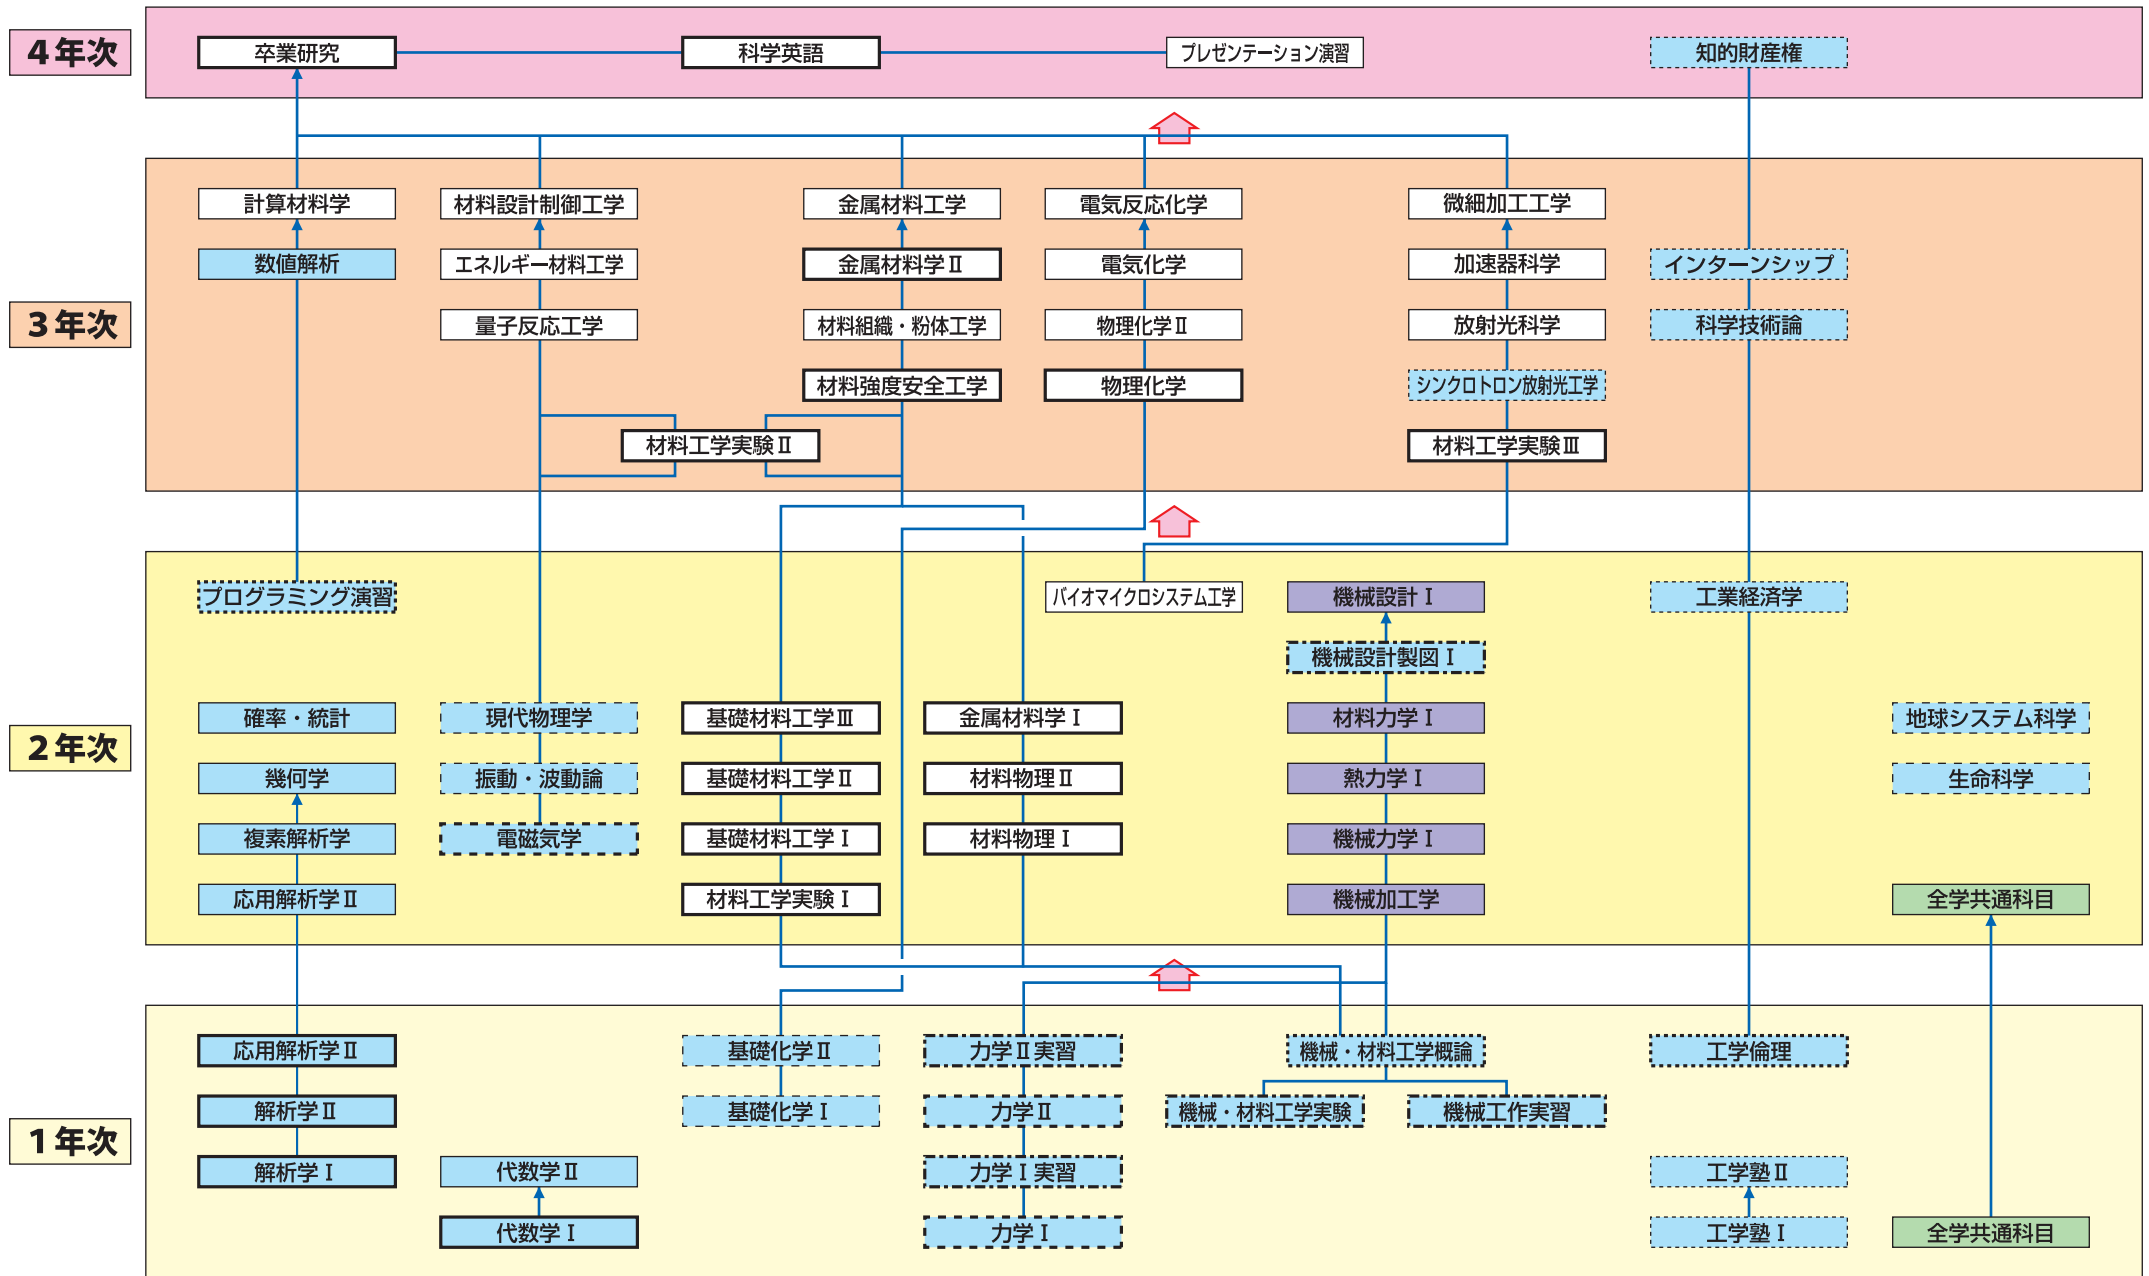 4年次
卒業研究
科学英語
プレゼンテーション演習
知的財産権
3年次
計算材料学
材料設計制御工学
金属材料工学
電気反応化学
微細加工工学
数値解析
エネルギー材料工学
金属材料学Ⅱ
電気化学
加速器科学
インターンシップ
量子反応工学
材料組織・粉体工学
物理化学Ⅱ
放射光科学
科学技術論
材料強度安全工学
物理化学
シンクロトロン放射光工学
材料工学実験Ⅱ
材料工学実験Ⅲ
2年次
プログラミング演習
バイオマイクロシステム工学
機械設計Ⅰ
工業経済学
機械設計製図Ⅰ
確率・統計
現代物理学
基礎材料工学Ⅲ
金属材料学Ⅰ
材料力学Ⅰ
地球システム科学
幾何学
振動・波動論
基礎材料工学Ⅱ
材料物理Ⅱ
熱力学Ⅰ
生命科学
複素解析学
電磁気学
基礎材料工学Ⅰ
材料物理Ⅰ
機械力学Ⅰ
応用解析学Ⅱ
材料工学実験Ⅰ
機械加工学
全学共通科目
1年次
応用解析学Ⅱ
基礎化学Ⅱ
力学Ⅱ実習
機械・材料工学概論
工学倫理
解析学Ⅱ
基礎化学Ⅰ
力学Ⅱ
機械・材料工学実験
機械工作実習
解析学Ⅰ
代数学Ⅱ
力学Ⅰ実習
工学塾Ⅱ
代数学Ⅰ
力学Ⅰ
工学塾Ⅰ
全学共通科目